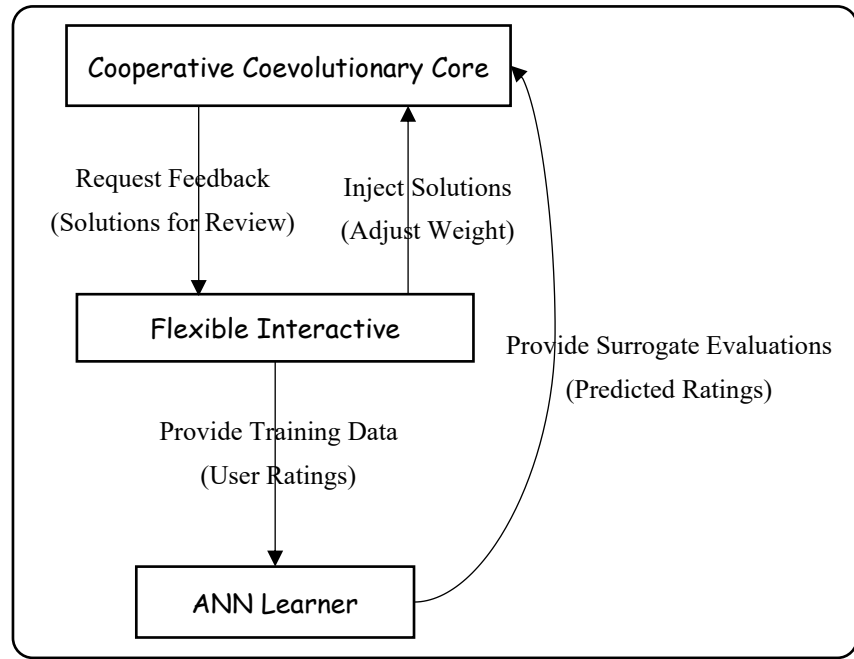 Cooperative Coevolutionary Core
Request Feedback
(Solutions for Review)
Inject Solutions
(Adjust Weight)
Flexible Interactive
Provide Surrogate Evaluations
(Predicted Ratings)
Provide Training Data
(User Ratings)
ANN Learner